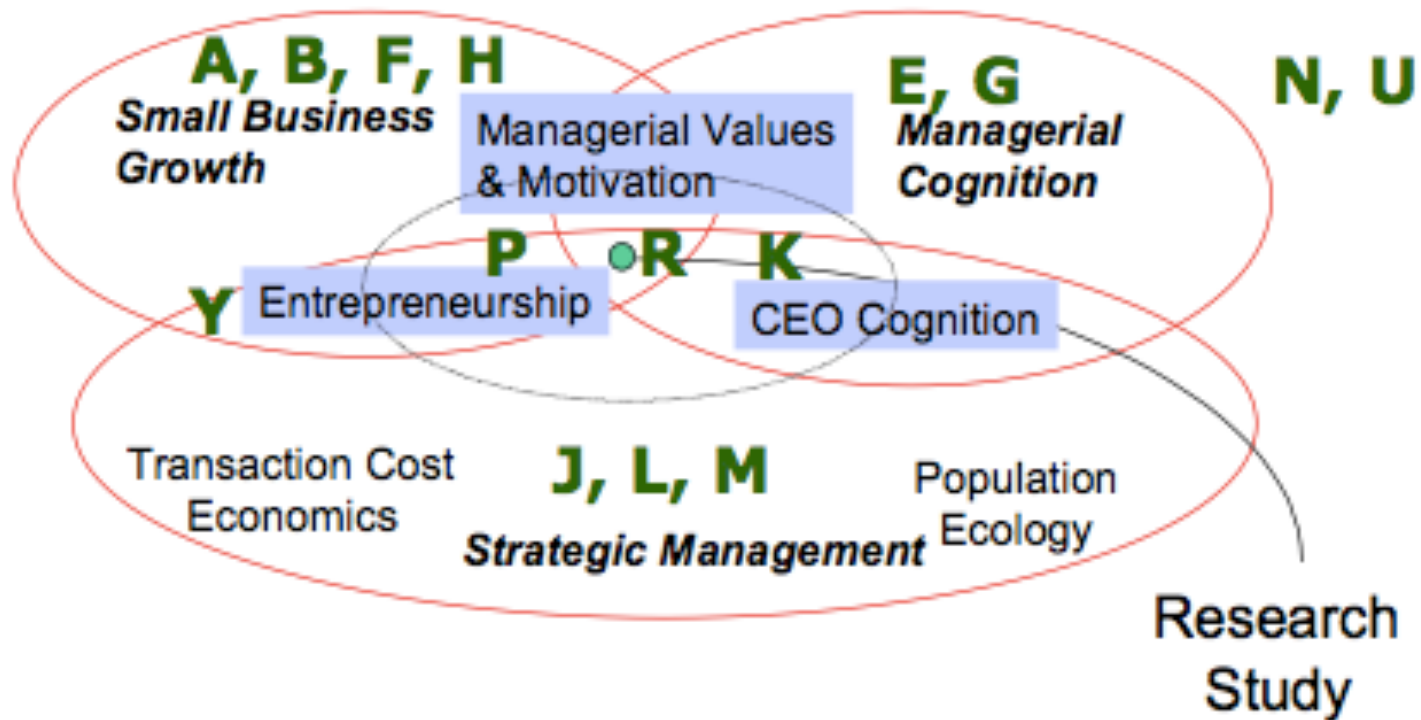 A, B, F, H
Small Business
Growth
Managerial Values
& Motivation
E, G
Managerial
Cognition
N, U
P
R
K
Y
Entrepreneurship
CEO Cognition
Transaction Cost
Economics
J, L, M
Strategic Management
Population
Ecology
Research
Study